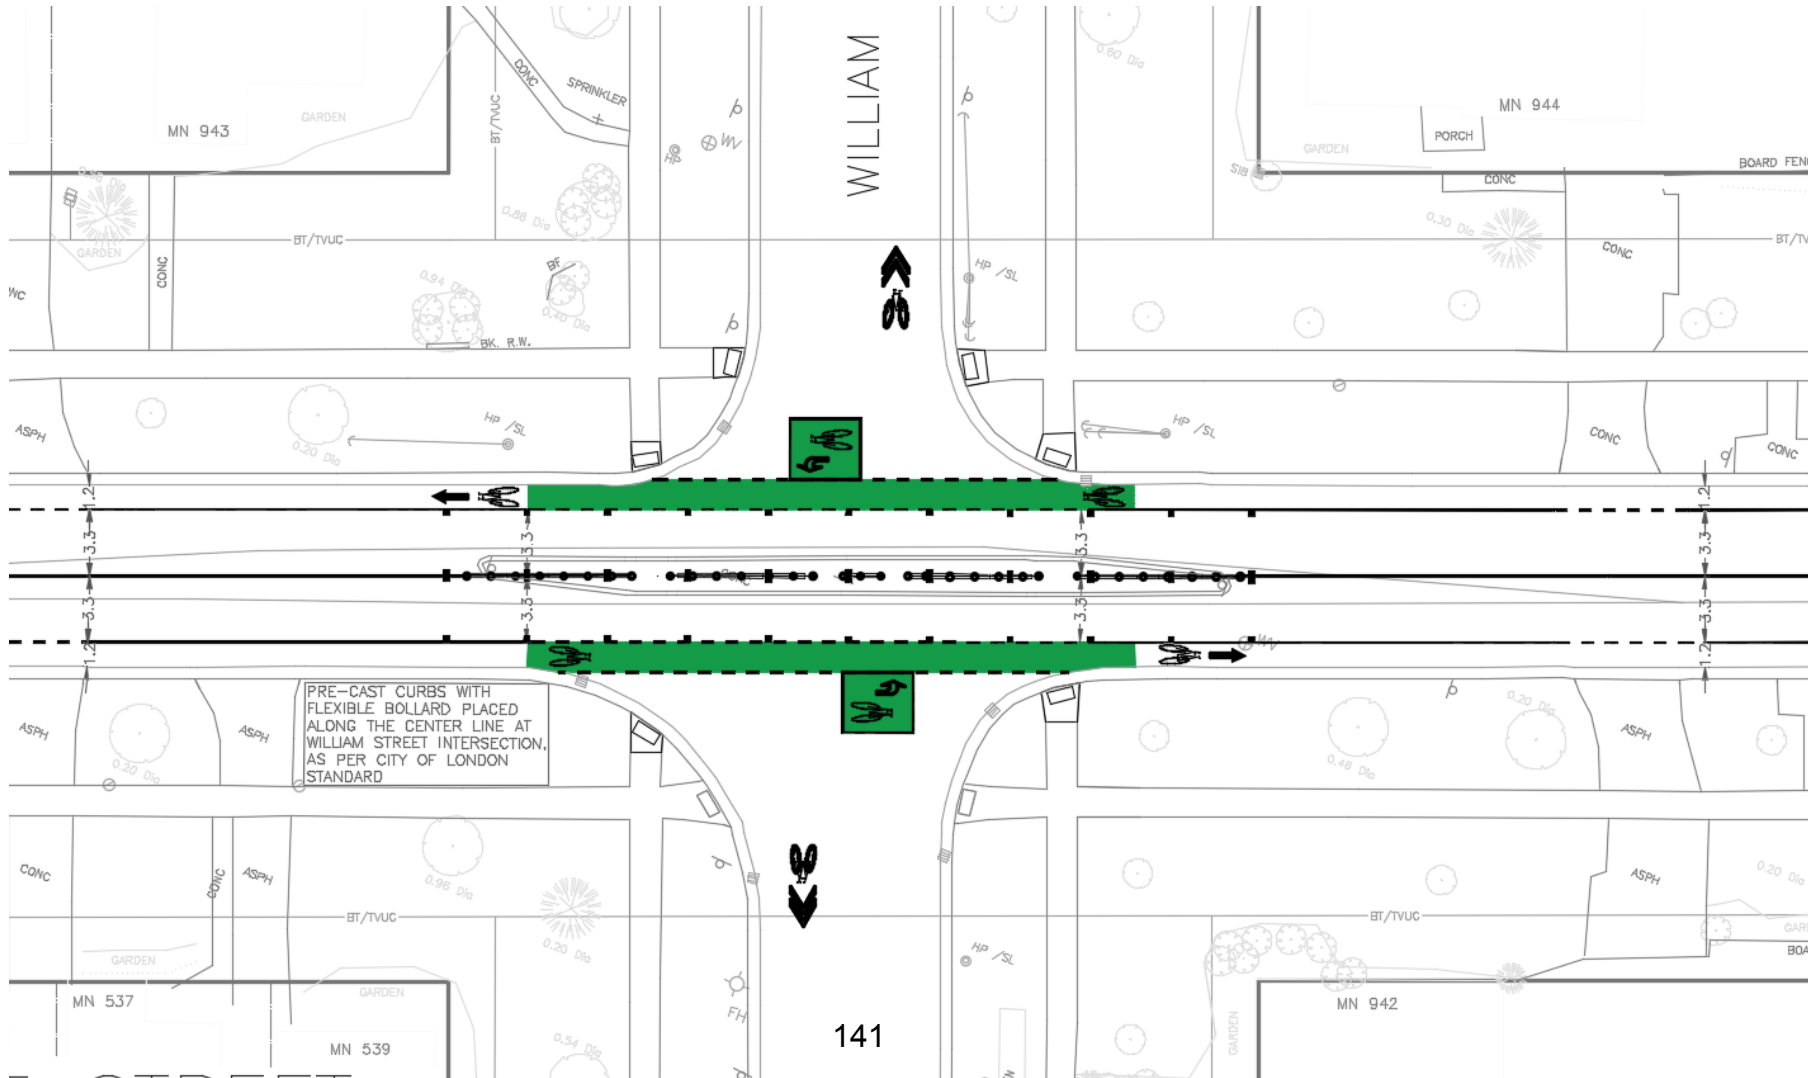 0.60 Dia
CONC
SPRINKLER
WILLIAM
MN 944
GARDEN
BT/TVUC
MN 943
PORCH
HP
WV
GARDEN
BOARD FEN
SIB
CONC
0.88 Dia
0.30 Dia
BT/TVUC
BT/TV
GARDEN
CONC
CONC
BF
HP /SL
0.94 Dia
0.40 Dia
BK. R.W.
ASPH
HP /SL
HP /SL
0.20 Dia
CONC
CONC
1.2
1.2
3.3
3.3
3.3
3.3
3.3
3.3
3.3
3.3
1.2
1.2
WV
PRE-CAST CURBS WITH
FLEXIBLE BOLLARD PLACED
ALONG THE CENTER LINE AT
WILLIAM STREET INTERSECTION,
AS PER CITY OF LONDON
STANDARD
0.20 Dia
ASPH
ASPH
ASPH
0.20 Dia
0.46 Dia
CONC
CONC
ASPH
0.96 Dia
ASPH
0.20 Dia
BT/TVUC
BT/TVUC
GAR
0.20 Dia
HP /SL
BOA
GARDEN
GARDEN
MN 537
MN 942
FH
GARDEN
141
MN 539
0.54 Dia
STREET